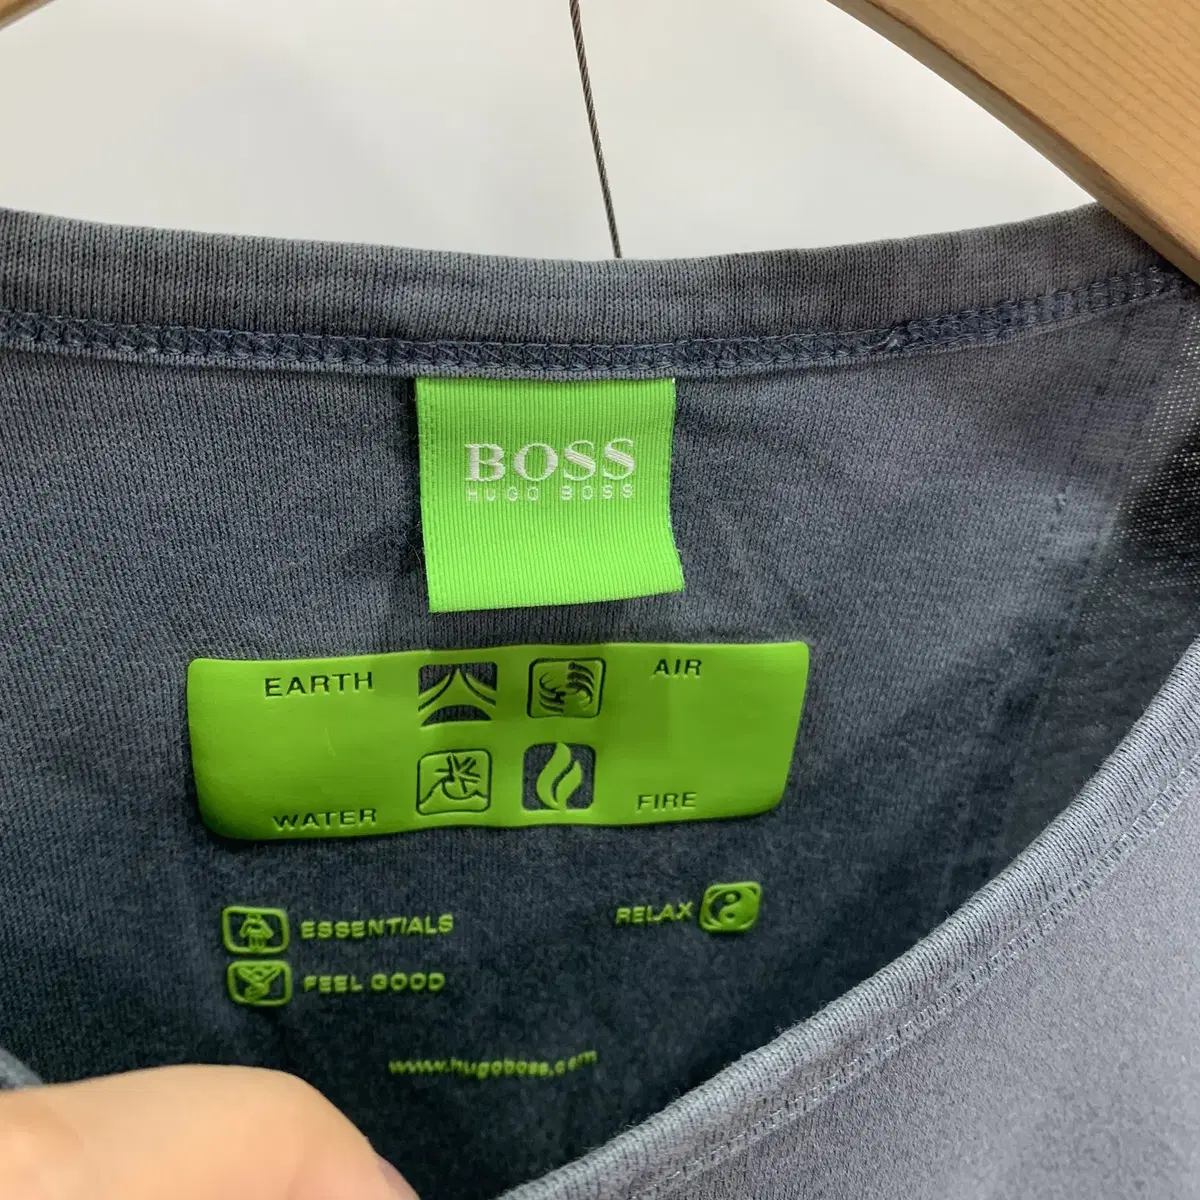 BOSS
HUGO BOSS
EARTH
AIR
WATER
FIRE
ESSENTIALS
RELAX
FEEL GOOD
www.hugoboss.com